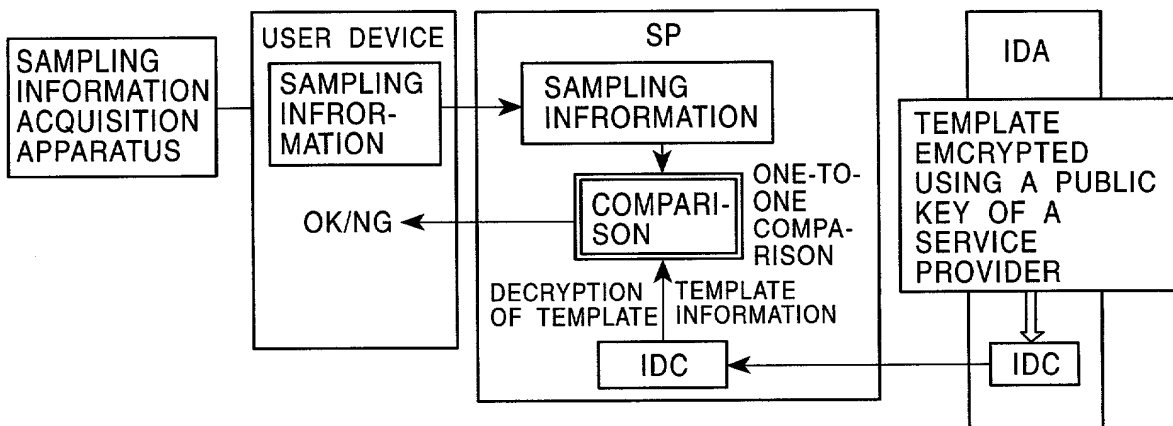 SAMPLING
INFORMATION
ACQUISITION
APPARATUS
USER DEVICE
SAMPLING
INFROR-
MATION
OK/NG
SP
SAMPLING
INFRORMATION
COMPARI-
SON
ONE-TO-
ONE
COMPA-
RISON
DECRYPTION
OF TEMPLATE
TEMPLATE
INFORMATION
IDC
IDA
TEMPLATE
EMCRYPTED
USING A PUBLIC
KEY OF A
SERVICE
PROVIDER
IDC